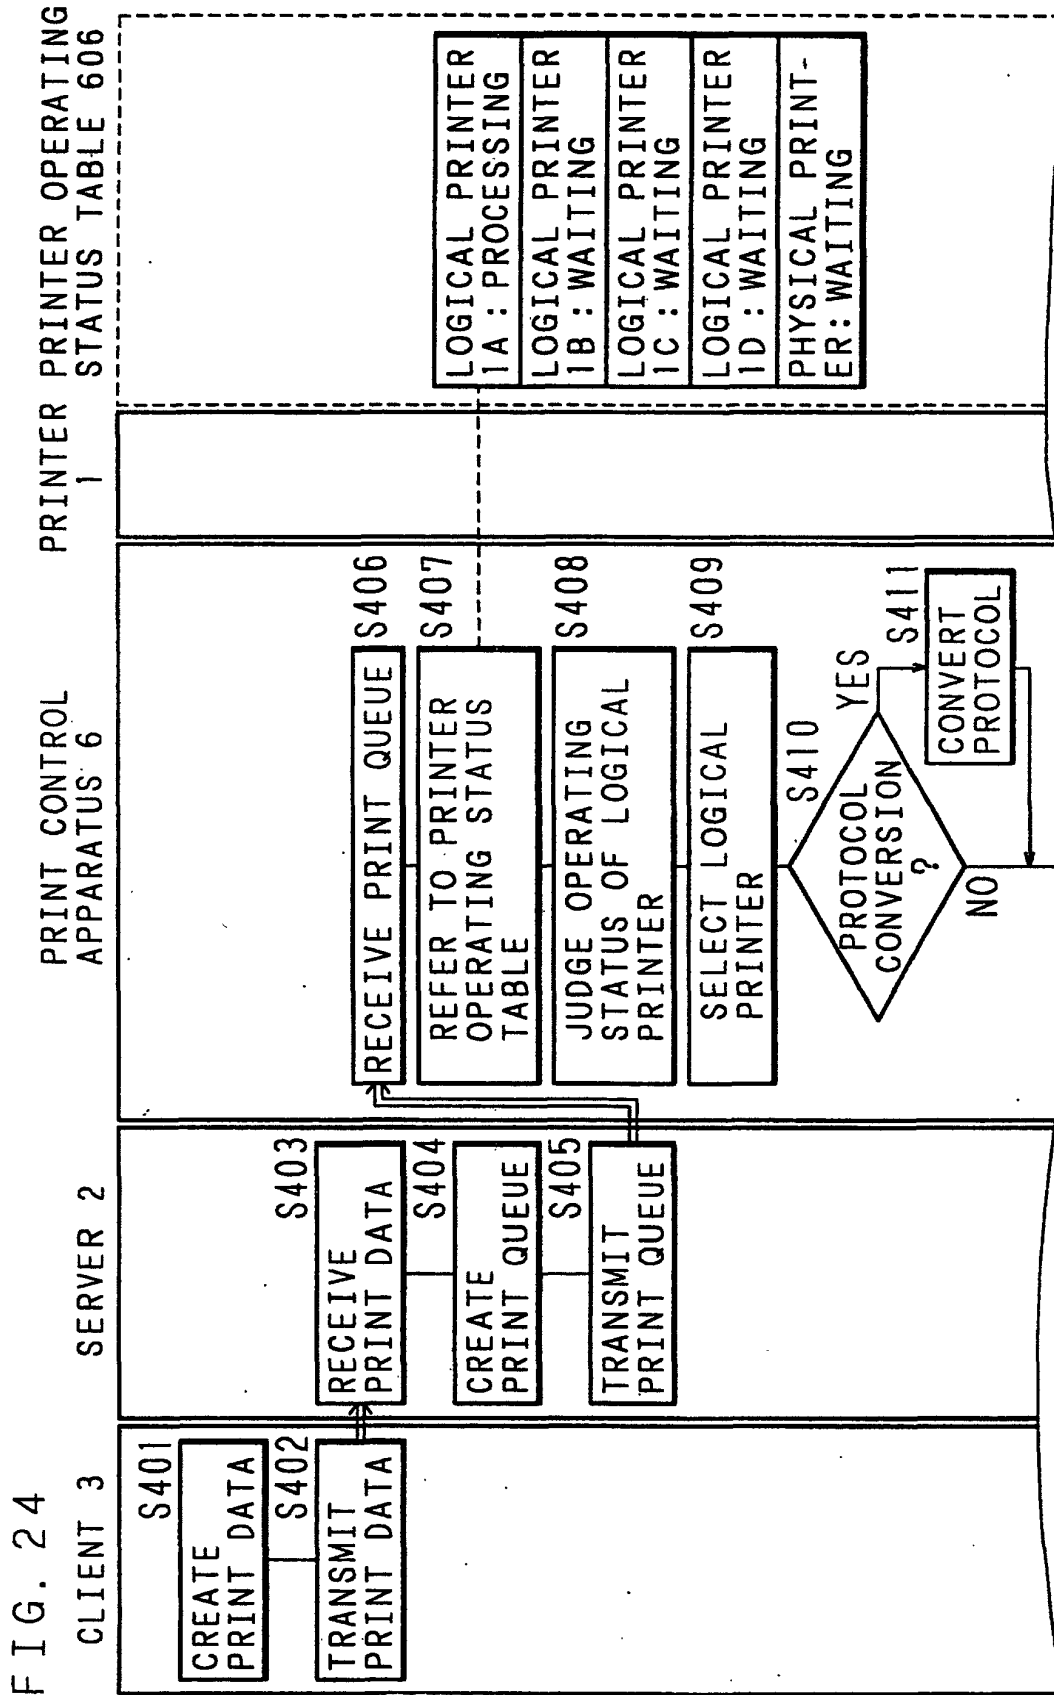 FIG. 24
CLIENT 3
S401
CREATE
PRINT DATA
S402
TRANSMIT
PRINT DATA
SERVER 2
S403
RECEIVE
PRINT DATA
S404
CREATE
PRINT QUEUE
S405
TRANSMIT
PRINT QUEUE
PRINT CONTROL
APPARATUS 6
S406
RECEIVE PRINT QUEUE
S407
REFER TO PRINTER
OPERATING STATUS
TABLE
S408
JUDGE OPERATING
STATUS OF LOGICAL
PRINTER
S409
SELECT LOGICAL
PRINTER
S410
PROTOCOL
CONVERSION
?
YES
S411
CONVERT
PROTOCOL
NO
PRINTER
1
PRINTER OPERATING
STATUS TABLE 606
LOGICAL PRINTER
1A : PROCESSING
LOGICAL PRINTER
1B : WAITING
LOGICAL PRINTER
1C : WAITING
LOGICAL PRINTER
1D : WAITING
PHYSICAL PRINT-
ER: WAITING